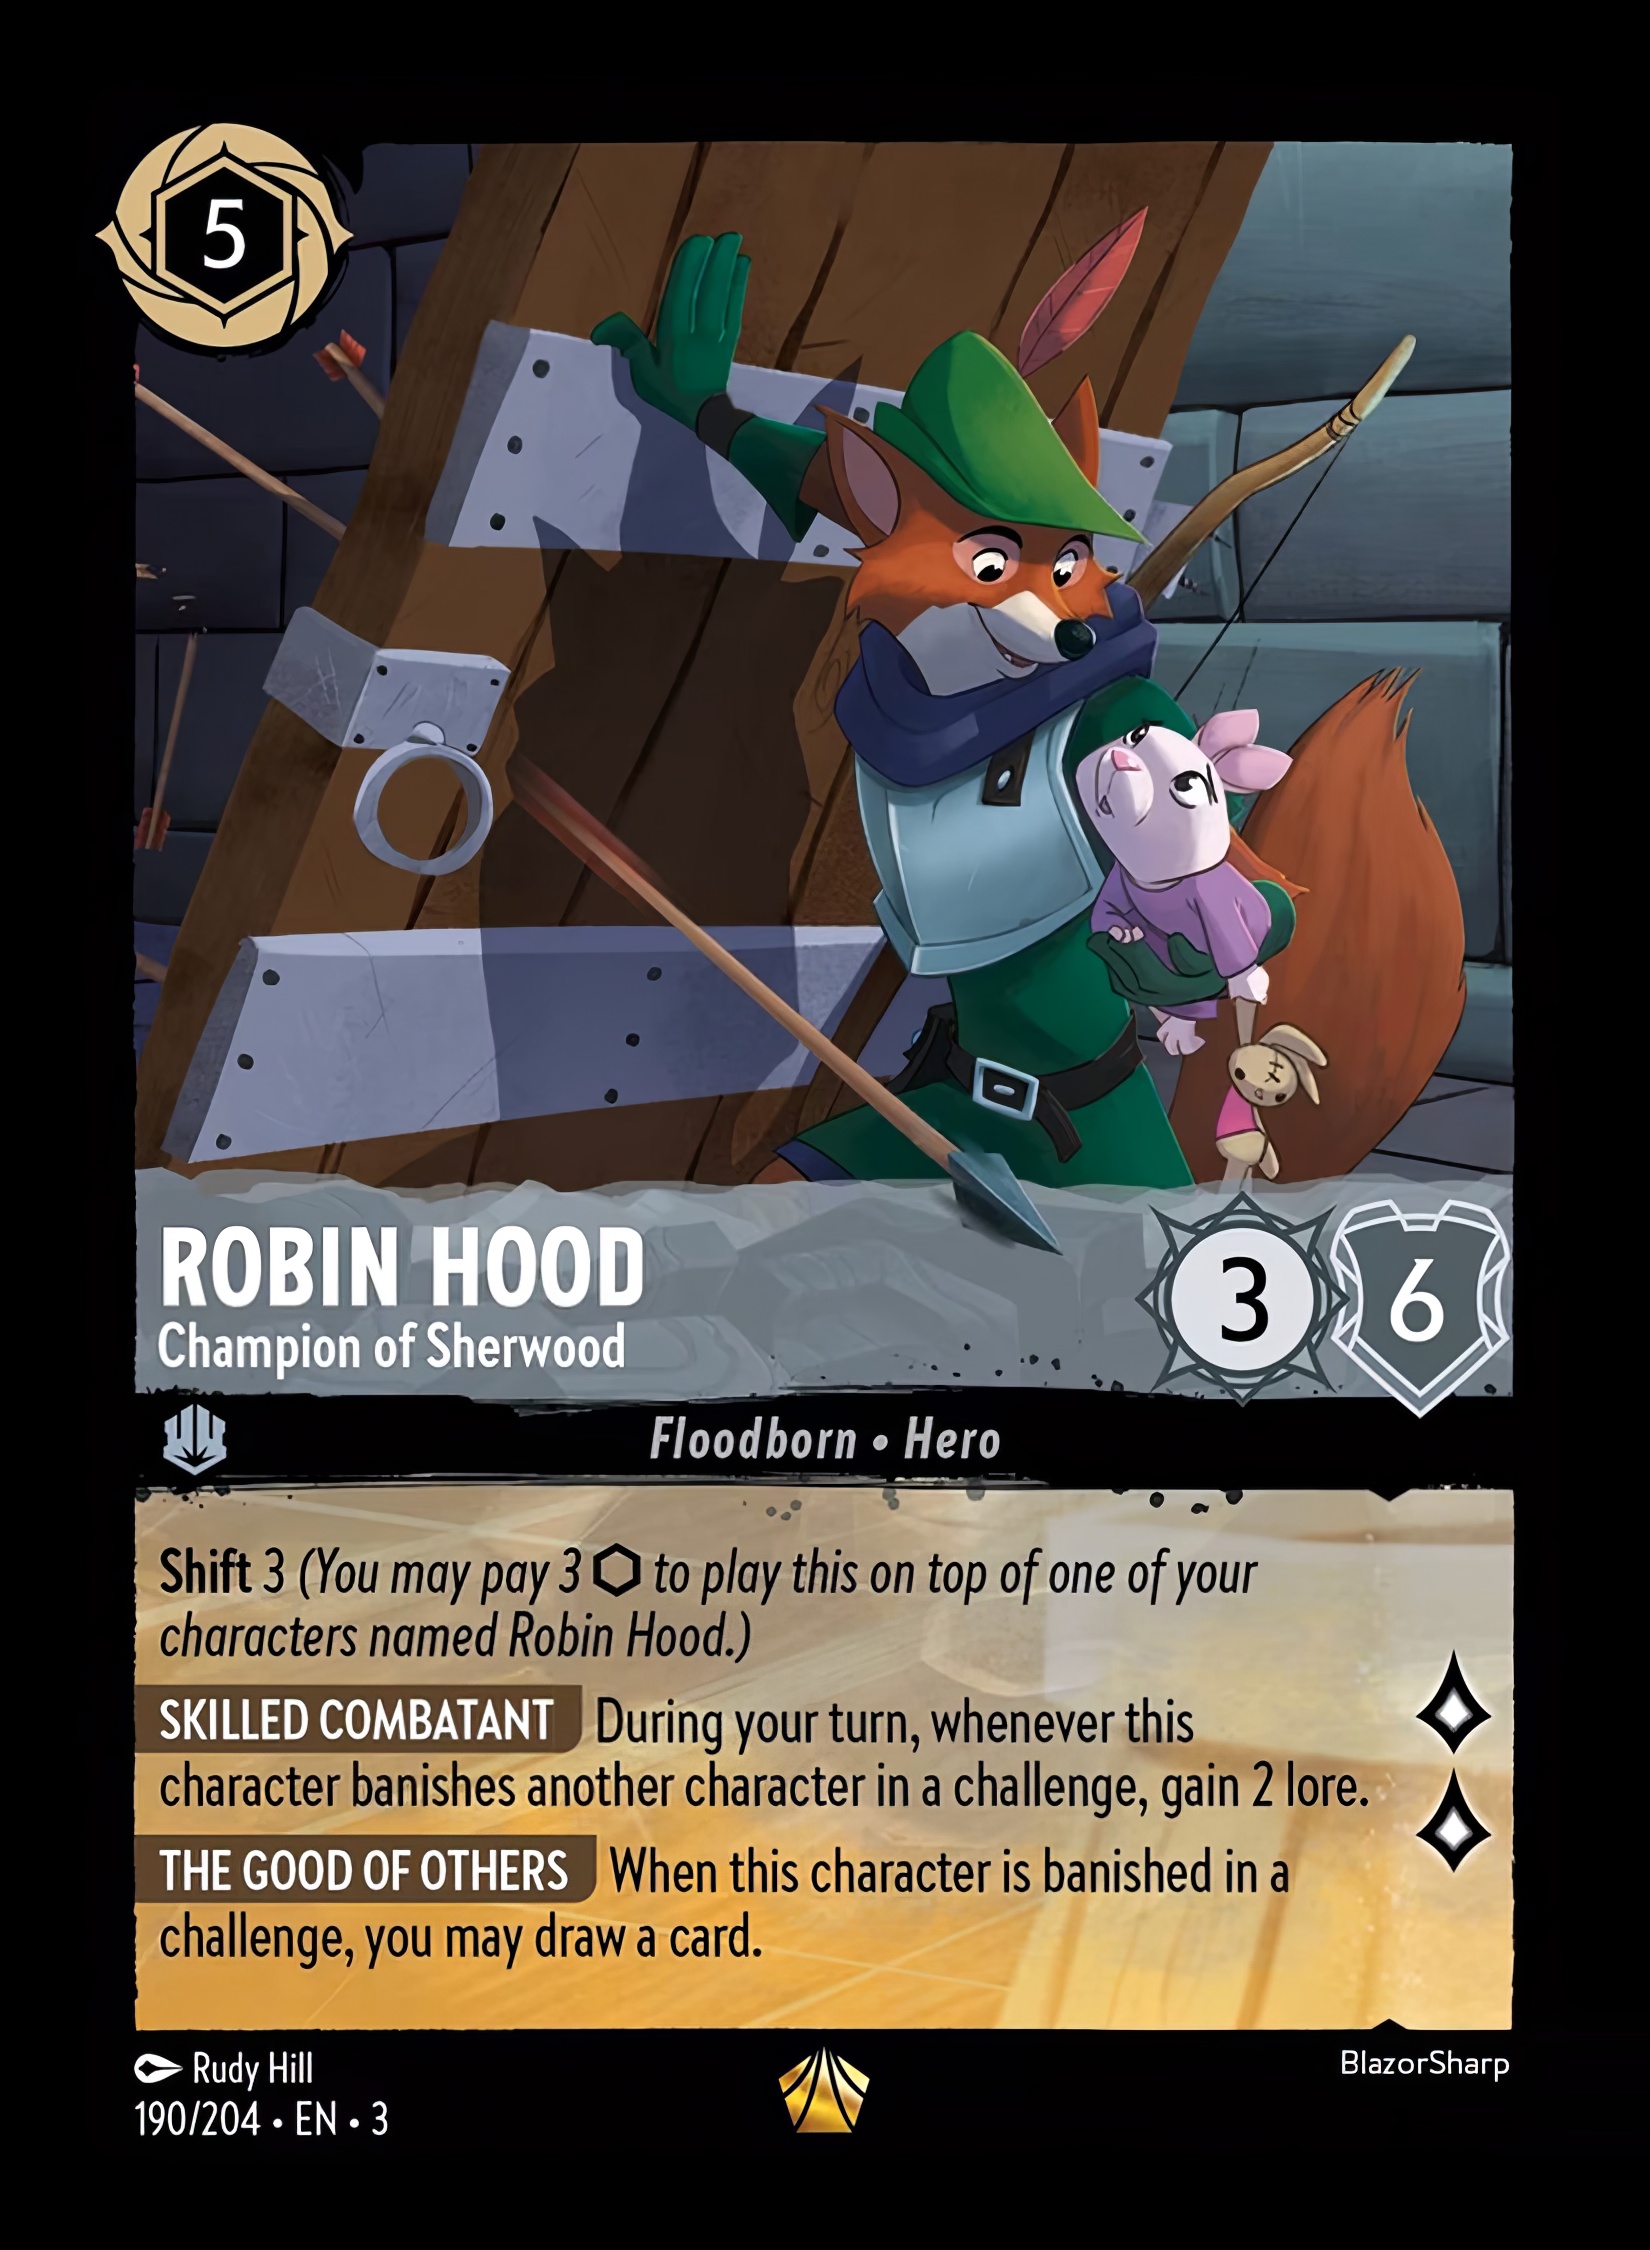 5
ROBIN HOOD
Champion of Sherwood
3
6
Floodborn • Hero
Shift 3 (You may pay 3 ⬡ to play this on top of one of your
characters named Robin Hood.)
SKILLED COMBATANT During your turn, whenever this
character banishes another character in a challenge, gain 2 lore.
THE GOOD OF OTHERS When this character is banished in a
challenge, you may draw a card.
Rudy Hill
BlazorSharp
190/204 • EN • 3